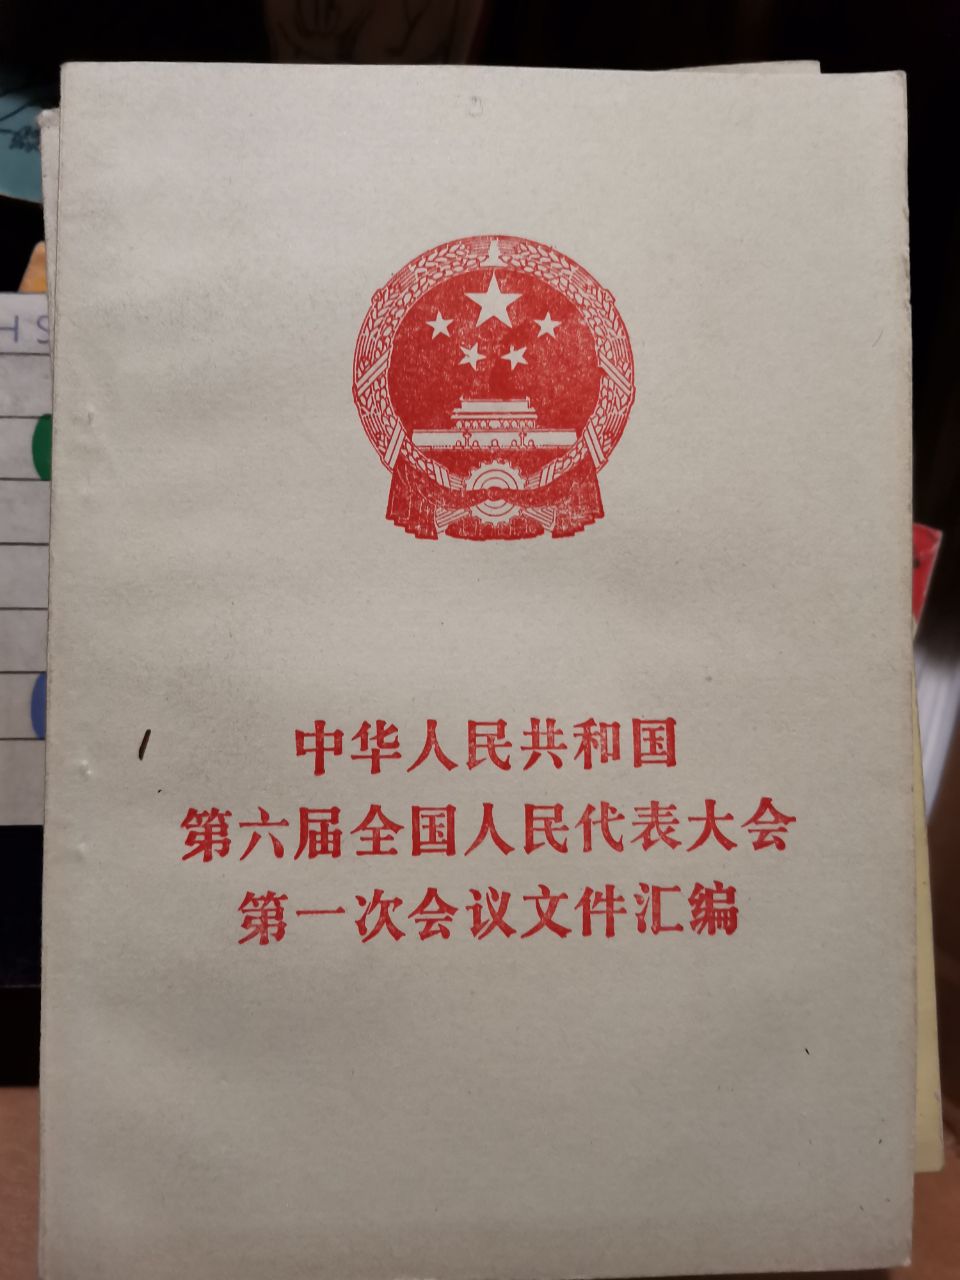 中华人民共和国
第六届全国人民代表大会
第一次会议文件汇编